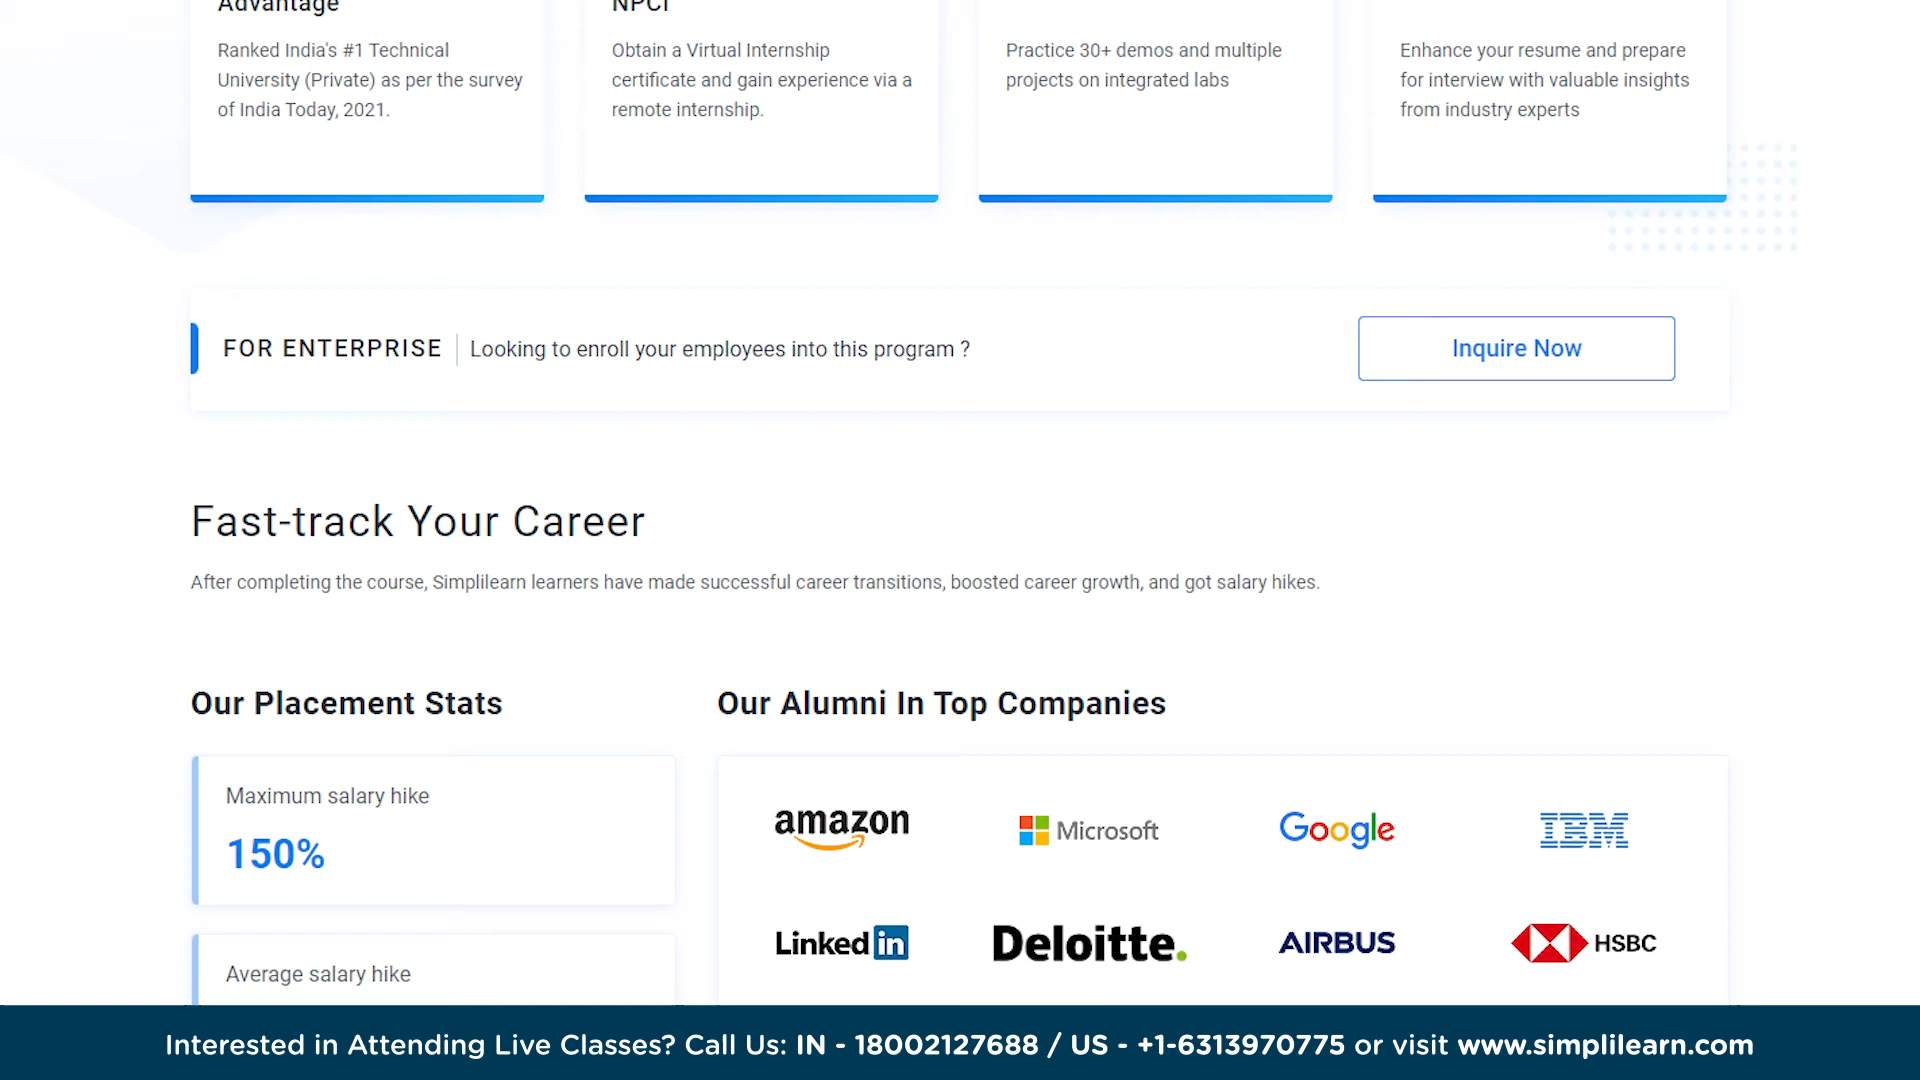 Advantage
Ranked India's #1 Technical
University (Private) as per the survey
of India Today, 2021.
NPCI
Obtain a Virtual Internship
certificate and gain experience via a
remote internship.
Practice 30+ demos and multiple
projects on integrated labs
Enhance your resume and prepare
for interview with valuable insights
from industry experts
FOR ENTERPRISE
Looking to enroll your employees into this program ?
Inquire Now
Fast-track Your Career
After completing the course, Simplilearn learners have made successful career transitions, boosted career growth, and got salary hikes.
Our Placement Stats
Maximum salary hike
150%
Average salary hike
Our Alumni In Top Companies
amazon
Microsoft
Google
IBM
Linked in
Deloitte.
AIRBUS
HSBC
Interested in Attending Live Classes? Call Us: IN - 18002127688 / US - +1-6313970775 or visit www.simplilearn.com